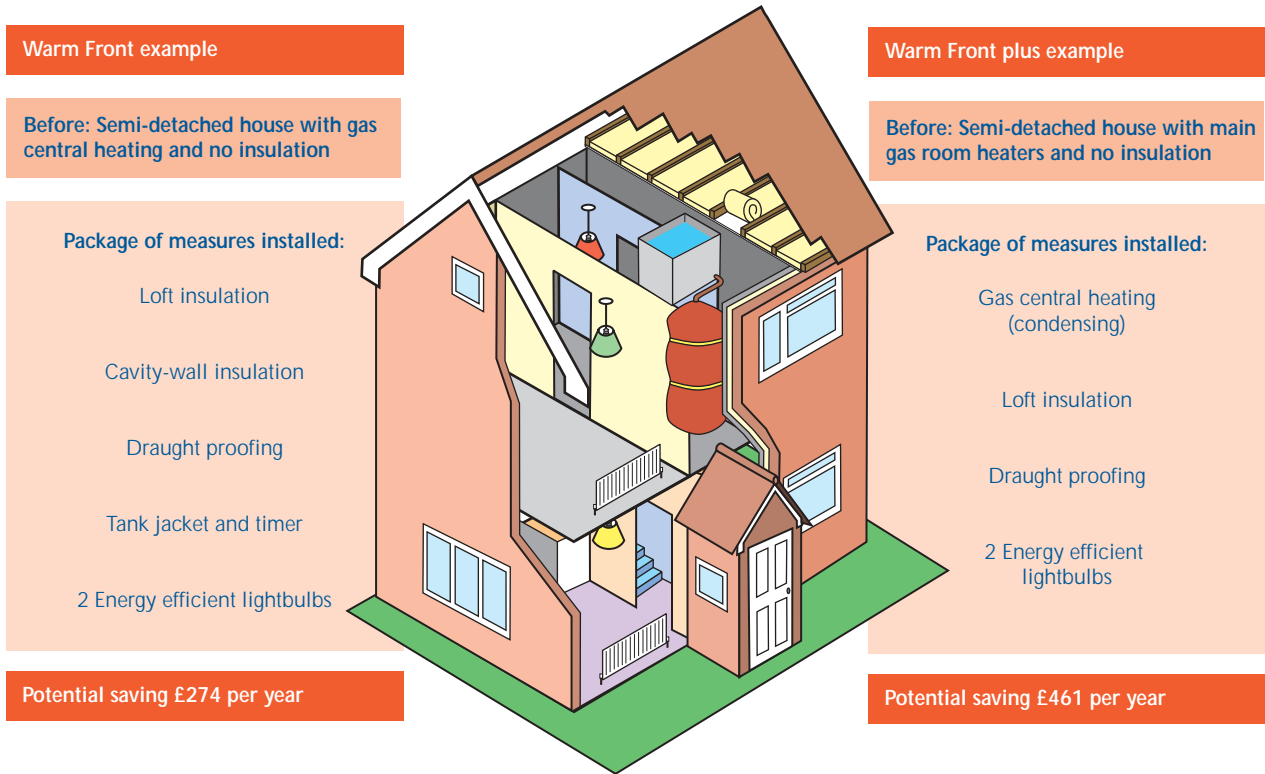 Warm Front example
Before: Semi-detached house with gas
central heating and no insulation
Package of measures installed:
Loft insulation
Cavity-wall insulation
Draught proofing
Tank jacket and timer
2 Energy efficient lightbulbs
Potential saving £274 per year
Warm Front plus example
Before: Semi-detached house with main
gas room heaters and no insulation
Package of measures installed:
Gas central heating
(condensing)
Loft insulation
Draught proofing
2 Energy efficient
lightbulbs
Potential saving £461 per year